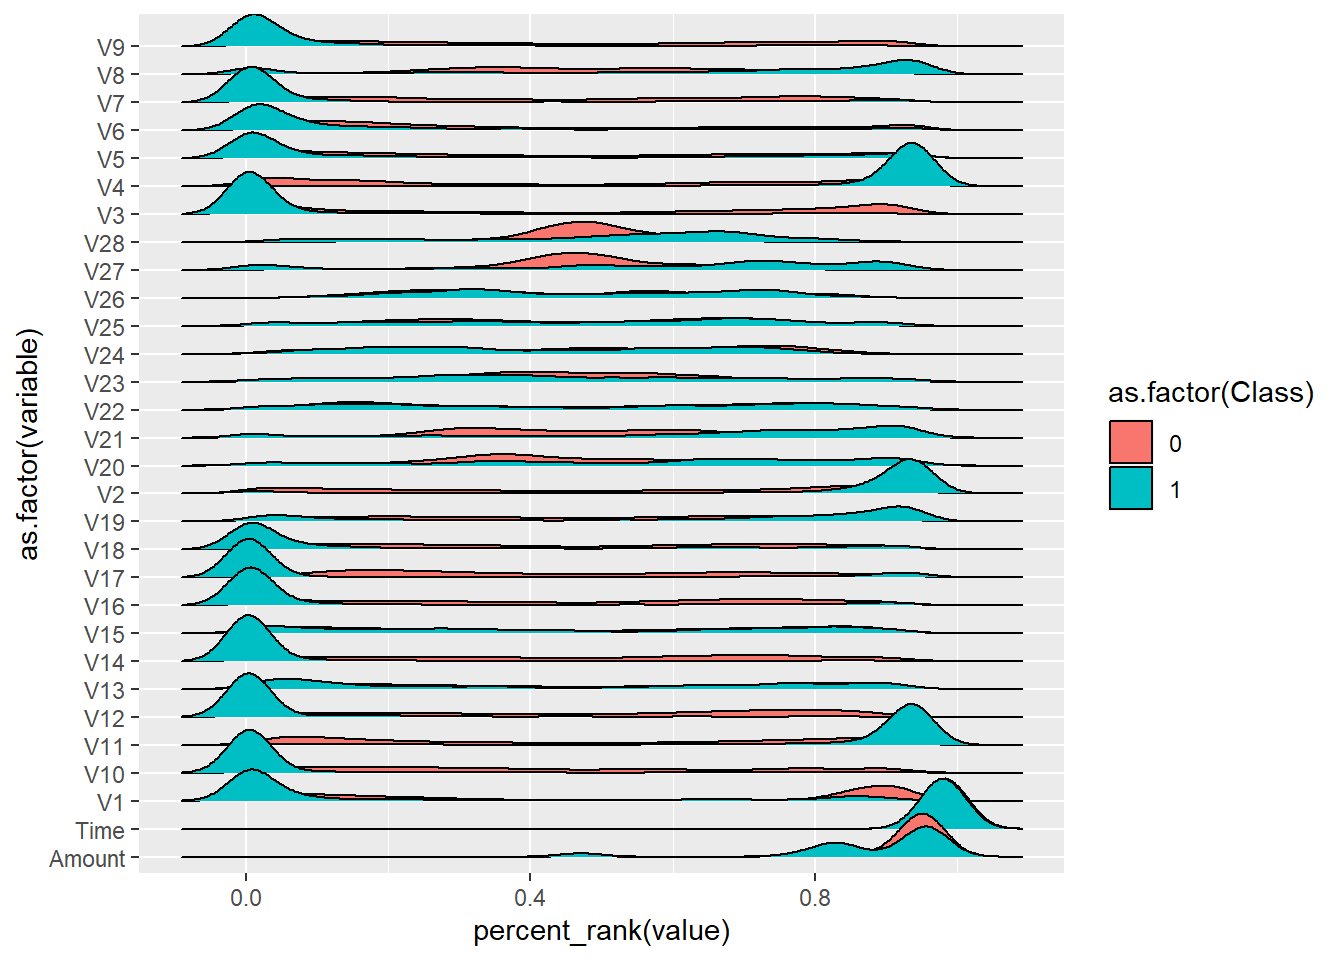 V9
V8
V7
V6
V5
V4
V3
V28
V27
V26
V25
V24
V23
V22
V21
V20
V2
V19
V18
V17
V16
V15
V14
V13
V12
V11
V10
V1
Time
Amount
as.factor(variable)
0.0 0.4 0.8
percent_rank(value)
as.factor(Class)
0
1